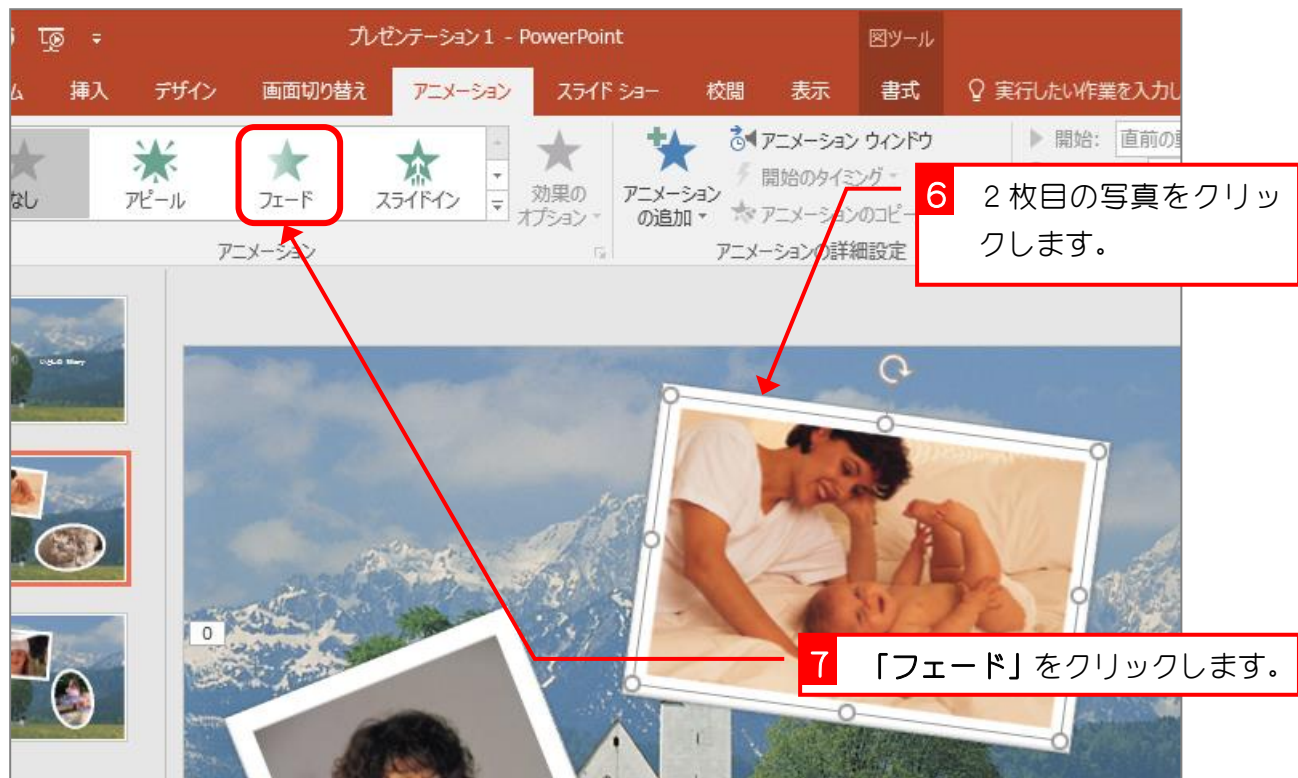 プレゼンテーション1 - PowerPoint
図ツール
挿入 デザイン 画面切り替え アニメーション スライド ショー 校閲 表示 書式 実行したい作業を入力し
なし アピール フェード スライドイン
効果の
オプション
アニメーション
の追加
アニメーション ウィンドウ
開始のタイミング
アニメーションのコピー
開始: 直前の
アニメーション
アニメーションの詳細設定
6 2枚目の写真をクリッ
クします。
0
7 「フェード」をクリックします。